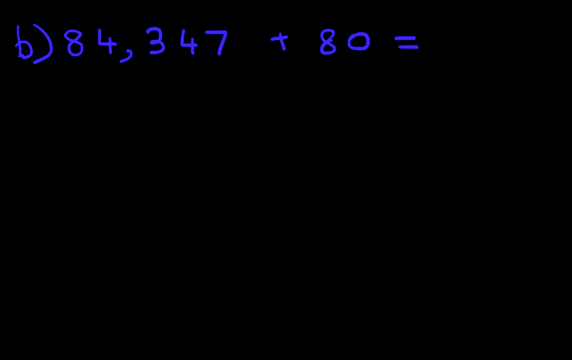 b) 84,347 + 80 =